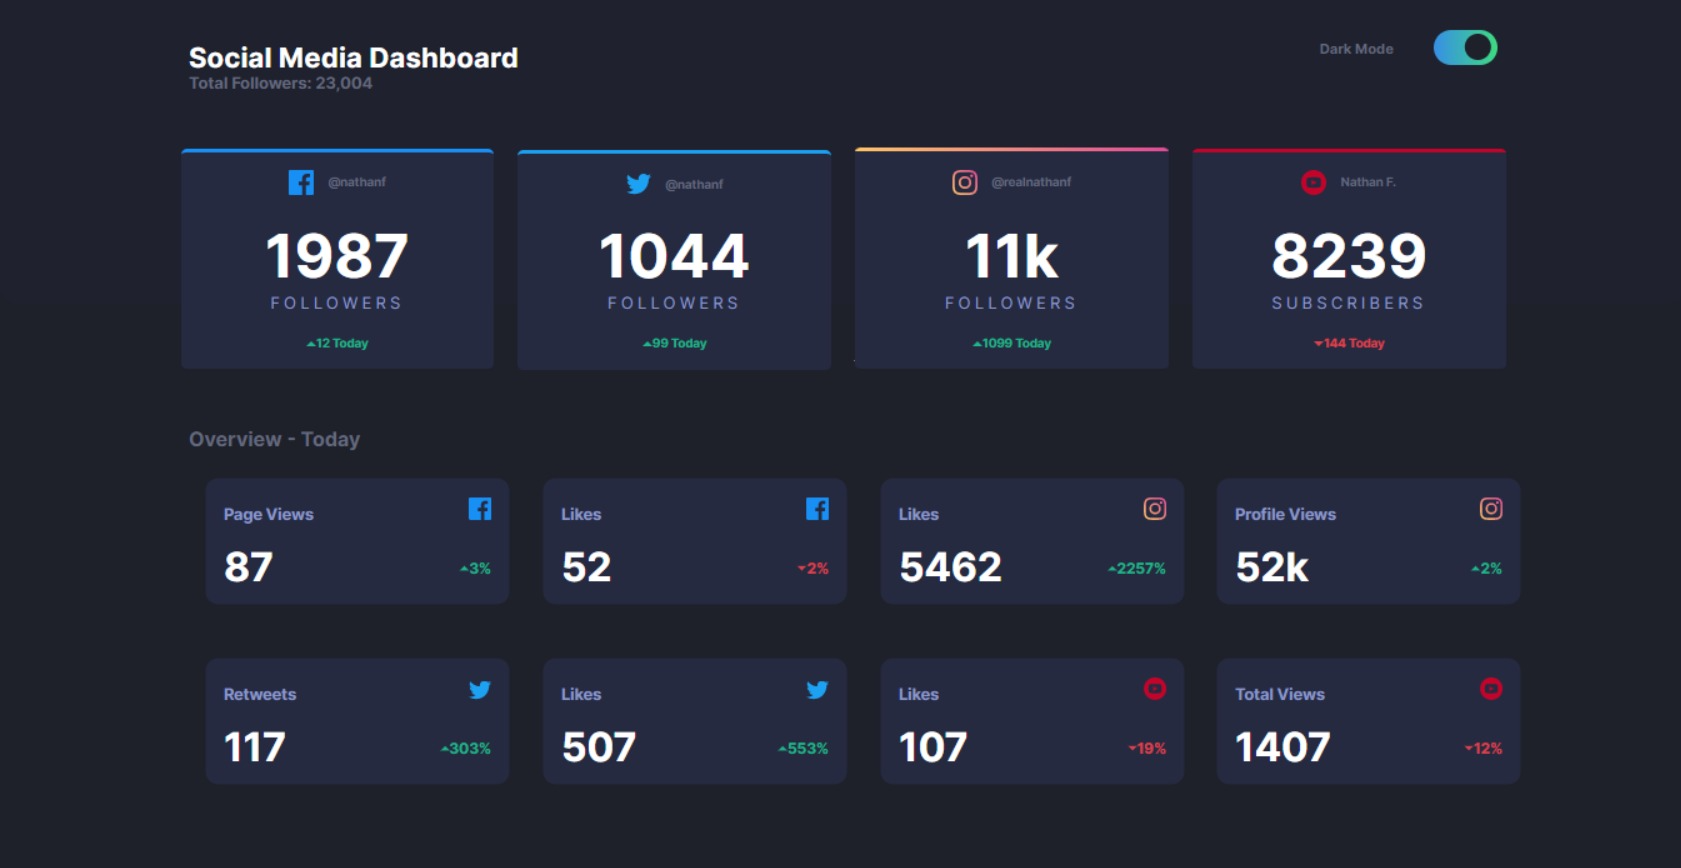 Social Media Dashboard
Total Followers: 23,004
Dark Mode
@nathanf
1987
FOLLOWERS
12 Today
@nathanf
1044
FOLLOWERS
99 Today
@realnathanf
11k
FOLLOWERS
1099 Today
Nathan F.
8239
SUBSCRIBERS
144 Today
Overview - Today
Page Views
87
3%
Likes
52
2%
Likes
5462
2257%
Profile Views
52k
2%
Retweets
117
303%
Likes
507
553%
Likes
107
19%
Total Views
1407
12%